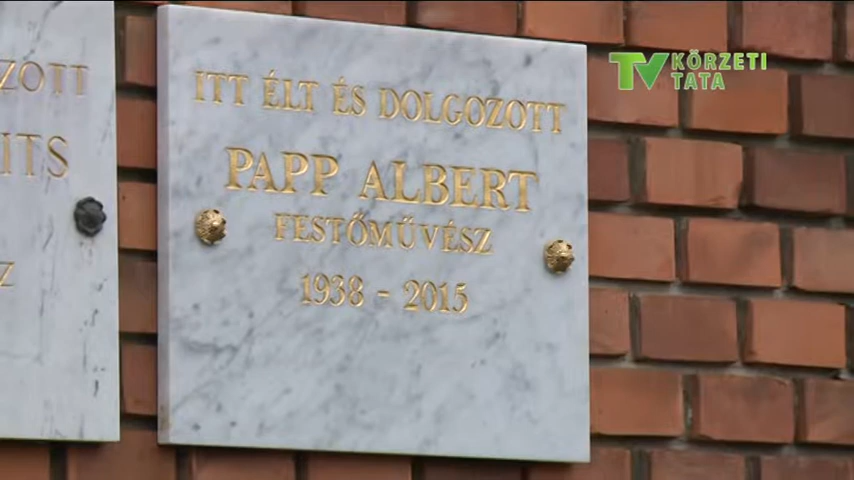 ZOTT
ITS
Z
ITT ÉLT ÉS DOLGOZOTT
PAPP ALBERT
FESTŐMŰVÉSZ
1938 - 2015
TV KÖRZETI
TATA